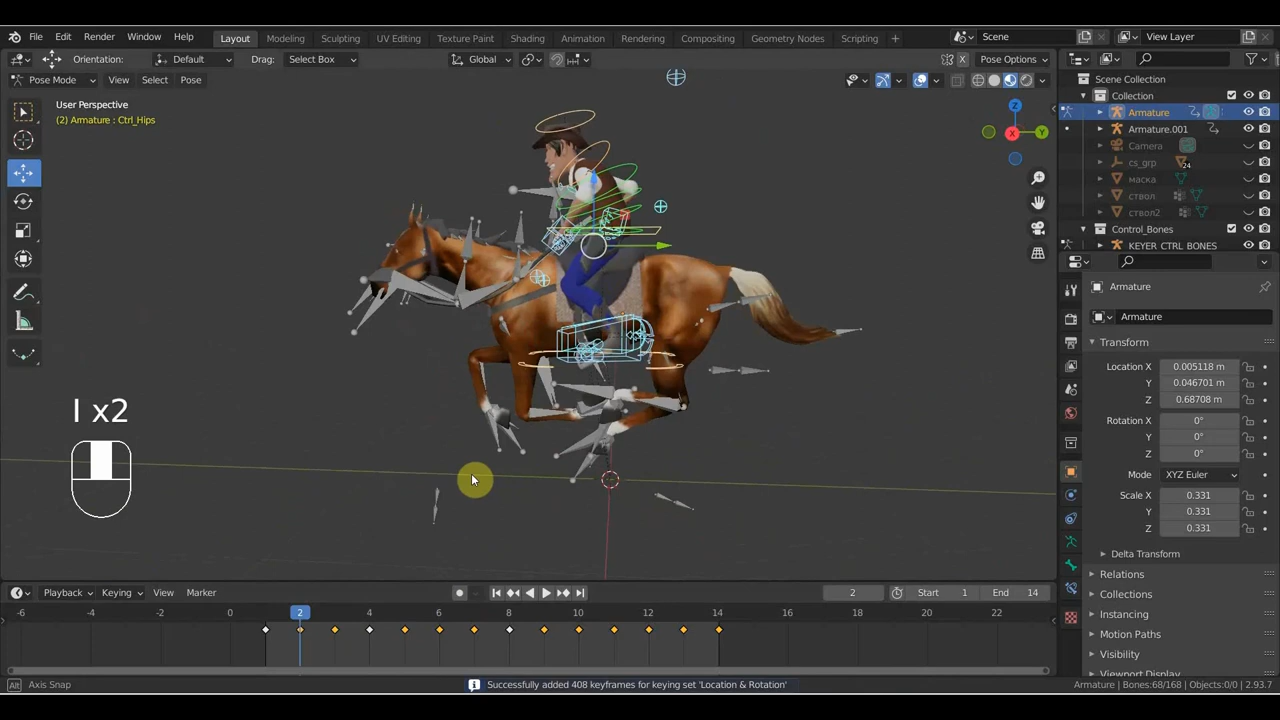 File Edit Render Window Help Layout Modeling Sculpting UV Editing Texture Paint Shading Animation Rendering Compositing Geometry Nodes Scripting + Scene View Layer
Orientation: Default Drag: Select Box Global X Pose Options
Pose Mode View Select Pose
User Perspective
(2) Armature : Ctrl_Hips
Z
Y
X
Scene Collection
Collection
Armature
Armature.001
Camera
cs_grp 24
маска
ствол
ствол2
Control_Bones
KEYER CTRL BONES
Armature
Armature
Transform
Location X 0.005118 m
Y 0.046701 m
Z 0.68708 m
Rotation X 0°
Y 0°
Z 0°
Mode XYZ Euler
Scale X 0.331
Y 0.331
Z 0.331
Delta Transform
Relations
Collections
Instancing
Motion Paths
Visibility
Viewport Display
I x2
Playback Keying View Marker 2 Start 1 End 14
-6 -4 -2 0 2 4 6 8 10 12 14 16 18 20 22
Alt Axis Snap Successfully added 408 keyframes for keying set 'Location & Rotation' Armature | Bones:68/168 | Objects:0/0 | 2.93.7